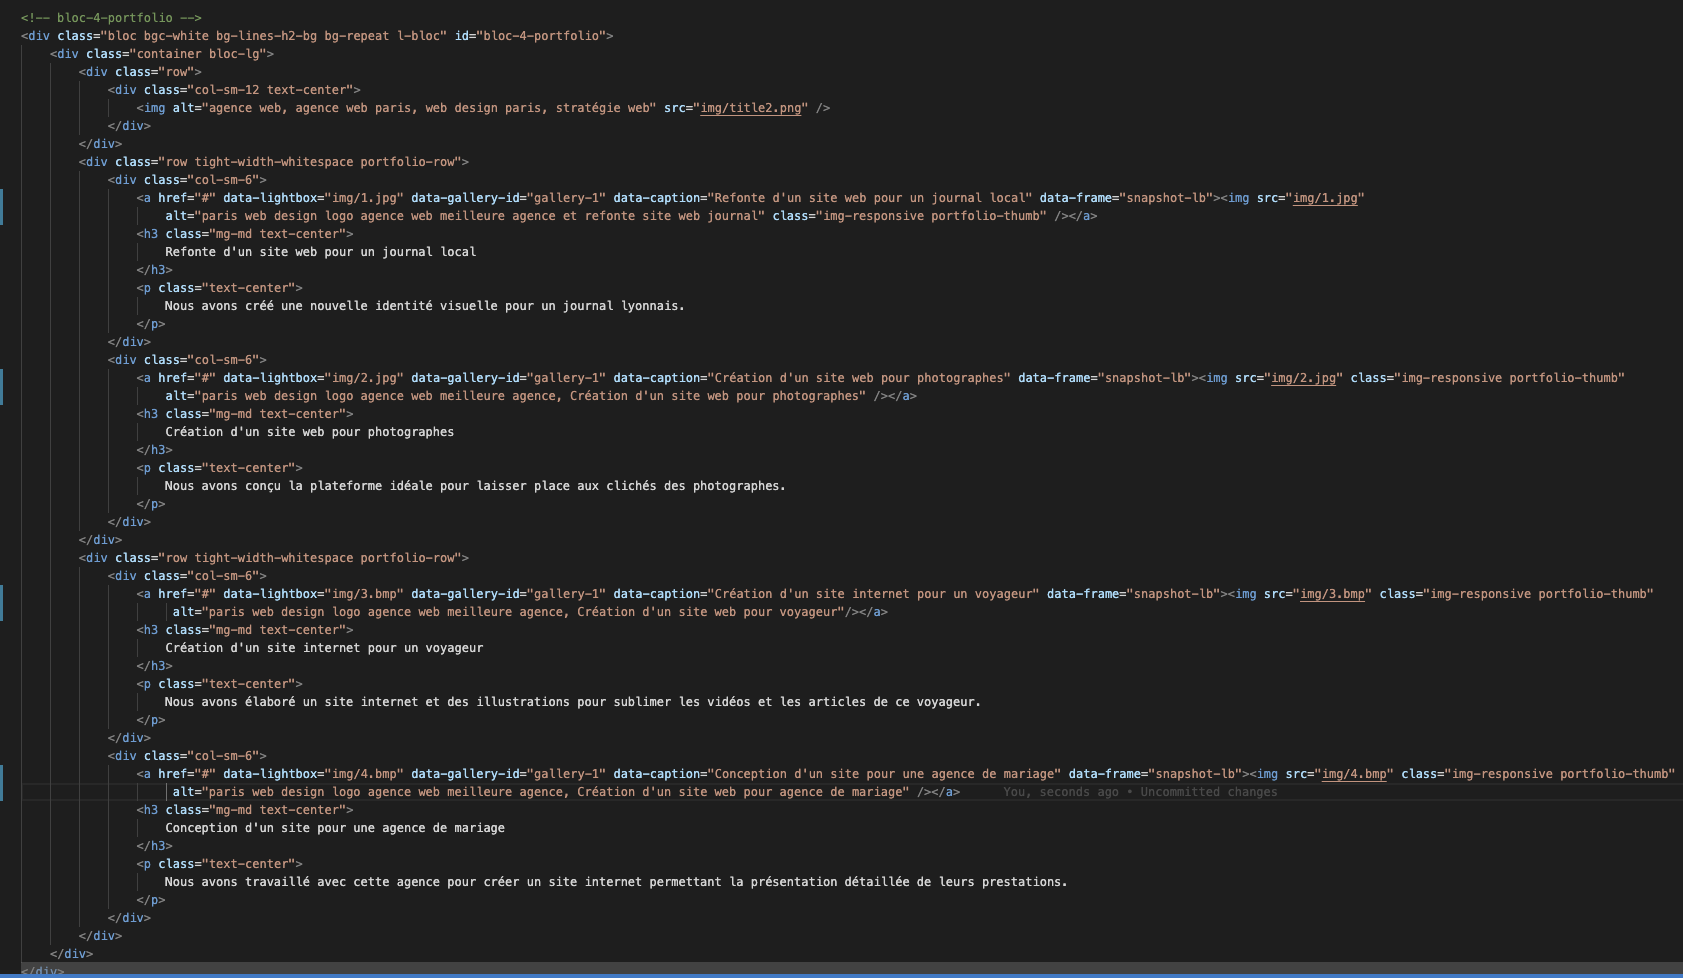 <!-- bloc-4-portfolio -->
<div class="bloc bgc-white bg-lines-h2-bg bg-repeat l-bloc" id="bloc-4-portfolio">
<div class="container bloc-lg">
<div class="row">
<div class="col-sm-12 text-center">
<img alt="agence web, agence web paris, web design paris, stratégie web" src="img/title2.png" />
</div>
</div>
<div class="row tight-width-whitespace portfolio-row">
<div class="col-sm-6">
<a href="#" data-lightbox="img/1.jpg" data-gallery-id="gallery-1" data-caption="Refonte d'un site web pour un journal local" data-frame="snapshot-lb"><img src="img/1.jpg"
alt="paris web design logo agence web meilleure agence et refonte site web journal" class="img-responsive portfolio-thumb" /></a>
<h3 class="mg-md text-center">
Refonte d'un site web pour un journal local
</h3>
<p class="text-center">
Nous avons créé une nouvelle identité visuelle pour un journal lyonnais.
</p>
</div>
<div class="col-sm-6">
<a href="#" data-lightbox="img/2.jpg" data-gallery-id="gallery-1" data-caption="Création d'un site web pour photographes" data-frame="snapshot-lb"><img src="img/2.jpg" class="img-responsive portfolio-thumb"
alt="paris web design logo agence web meilleure agence, Création d'un site web pour photographes" /></a>
<h3 class="mg-md text-center">
Création d'un site web pour photographes
</h3>
<p class="text-center">
Nous avons conçu la plateforme idéale pour laisser place aux clichés des photographes.
</p>
</div>
</div>
<div class="row tight-width-whitespace portfolio-row">
<div class="col-sm-6">
<a href="#" data-lightbox="img/3.bmp" data-gallery-id="gallery-1" data-caption="Création d'un site internet pour un voyageur" data-frame="snapshot-lb"><img src="img/3.bmp" class="img-responsive portfolio-thumb"
alt="paris web design logo agence web meilleure agence, Création d'un site web pour voyageur"/></a>
<h3 class="mg-md text-center">
Création d'un site internet pour un voyageur
</h3>
<p class="text-center">
Nous avons élaboré un site internet et des illustrations pour sublimer les vidéos et les articles de ce voyageur.
</p>
</div>
<div class="col-sm-6">
<a href="#" data-lightbox="img/4.bmp" data-gallery-id="gallery-1" data-caption="Conception d'un site pour une agence de mariage" data-frame="snapshot-lb"><img src="img/4.bmp" class="img-responsive portfolio-thumb"
alt="paris web design logo agence web meilleure agence, Création d'un site web pour agence de mariage" /></a> You, seconds ago • Uncommitted changes
<h3 class="mg-md text-center">
Conception d'un site pour une agence de mariage
</h3>
<p class="text-center">
Nous avons travaillé avec cette agence pour créer un site internet permettant la présentation détaillée de leurs prestations.
</p>
</div>
</div>
</div>
</div>